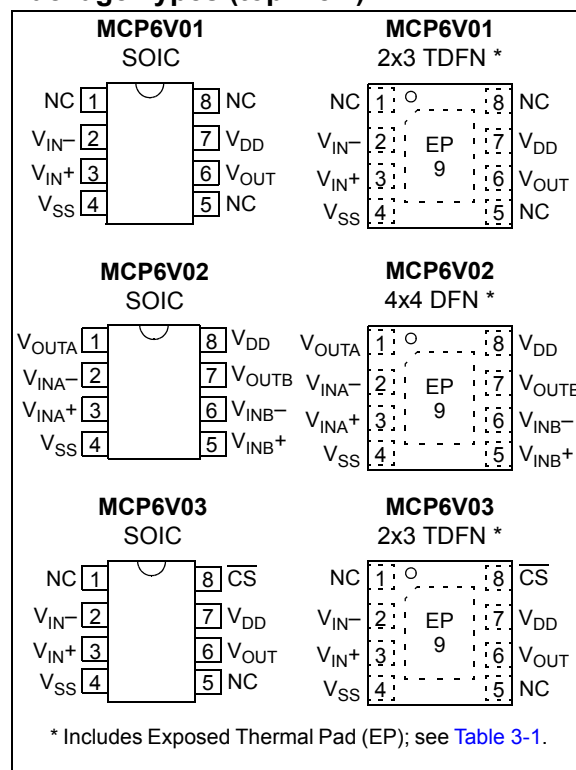 MCP6V01
SOIC
NC 1 8 NC
VIN– 2 7 VDD
VIN+ 3 6 VOUT
VSS 4 5 NC
MCP6V01
2x3 TDFN *
NC 1 8 NC
VIN– 2 EP 7 VDD
VIN+ 3 9 6 VOUT
VSS 4 5 NC
MCP6V02
SOIC
VOUTA 1 8 VDD
VINA– 2 7 VOUTB
VINA+ 3 6 VINB–
VSS 4 5 VINB+
MCP6V02
4x4 DFN *
VOUTA 1 8 VDD
VINA– 2 EP 7 VOUTB
VINA+ 3 9 6 VINB–
VSS 4 5 VINB+
MCP6V03
SOIC
NC 1 8 C̅S̅
VIN– 2 7 VDD
VIN+ 3 6 VOUT
VSS 4 5 NC
MCP6V03
2x3 TDFN *
NC 1 8 C̅S̅
VIN– 2 EP 7 VDD
VIN+ 3 9 6 VOUT
VSS 4 5 NC
* Includes Exposed Thermal Pad (EP); see Table 3-1.